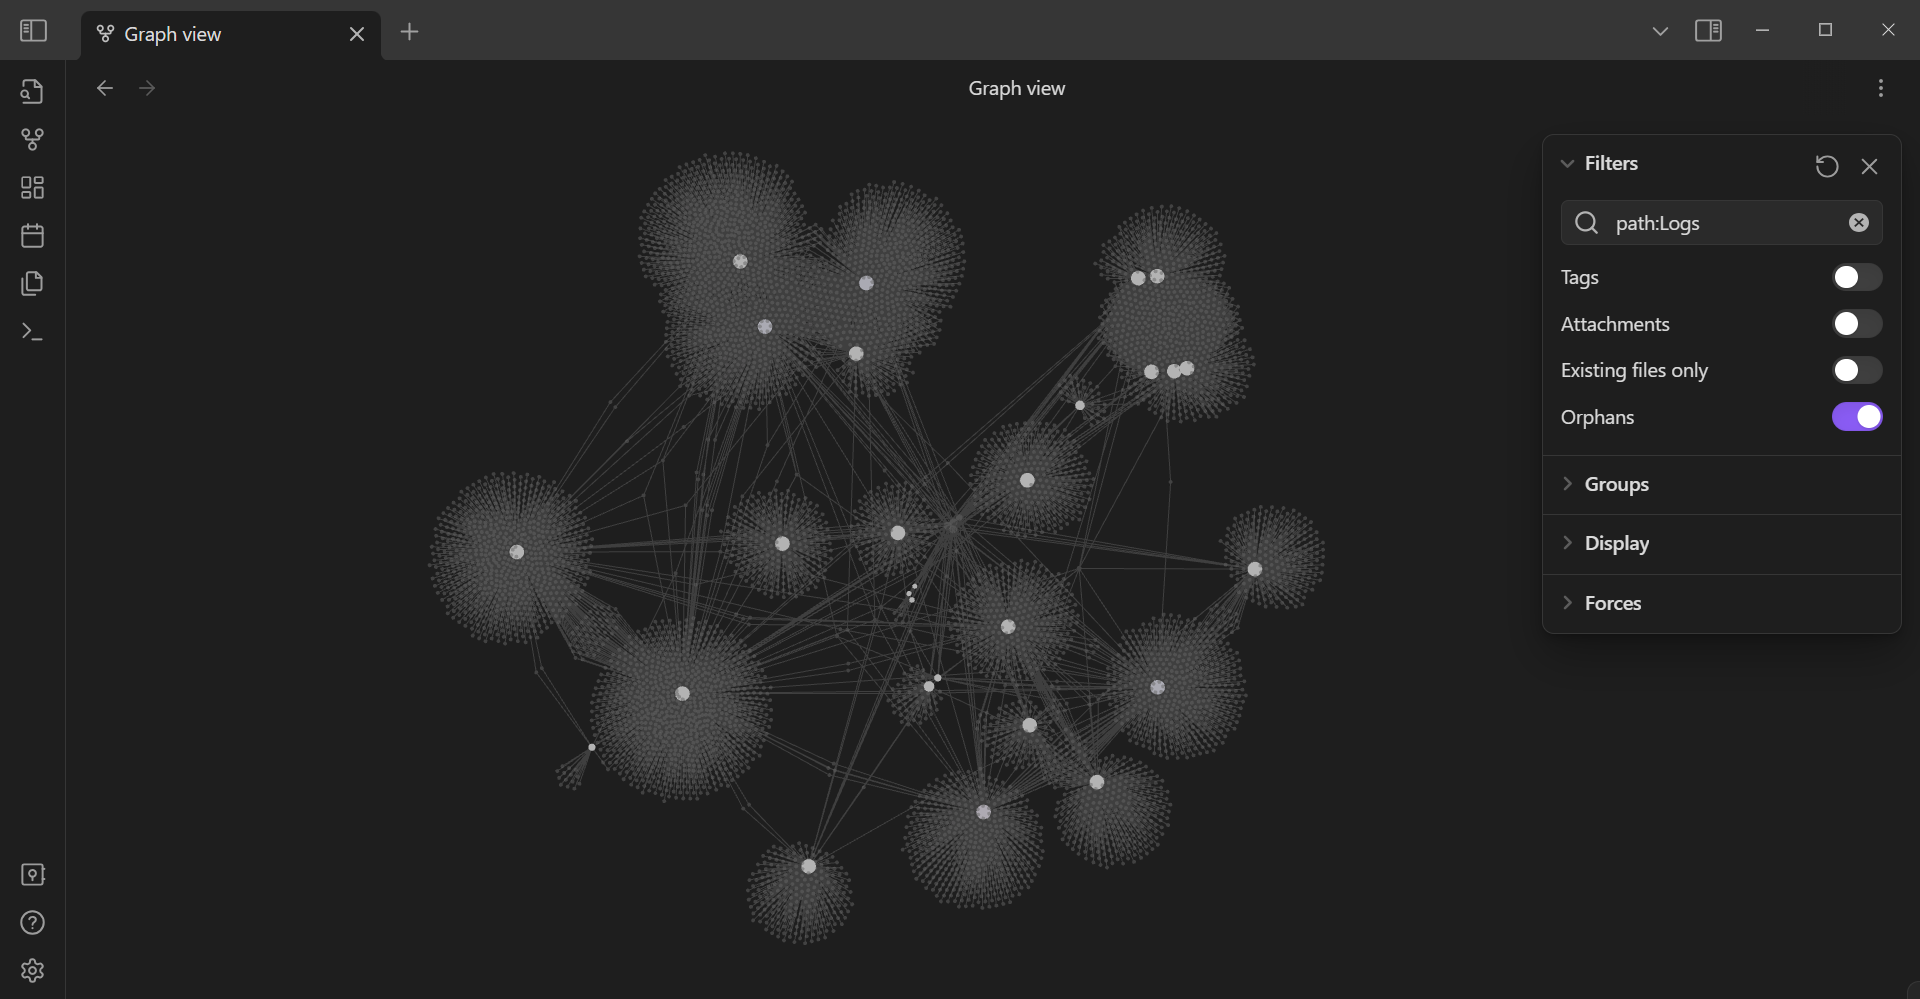 Graph view
Graph view
Filters
path:Logs
Tags
Attachments
Existing files only
Orphans
Groups
Display
Forces